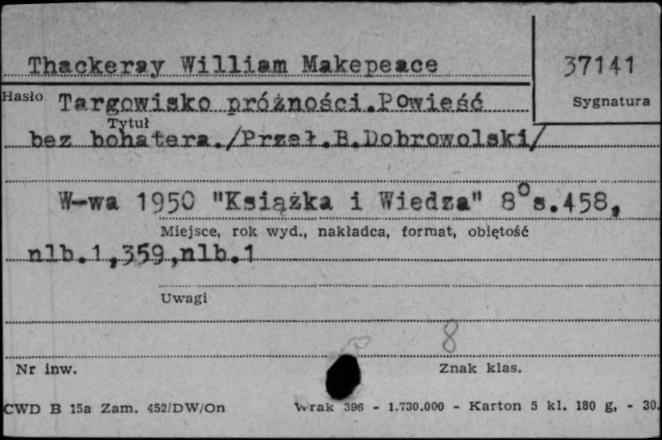 Thackeray William Makepeace
37141
Hasło Targowisko próżności.Powieść
Sygnatura
Tytuł
bez bohatera./Przeł.B.Dobrowolski/
W-wa 1950 "Książka i Wiedza" 8° s.458,
Miejsce, rok wyd., nakładca, format, objętość
nlb.1,359,nlb.1
Uwagi
8
Nr inw.
Znak klas.
CWD B 15a Zam. 452/DW/On
Wrak 396 - 1.730.000 - Karton 5 kl. 180 g, - 30.